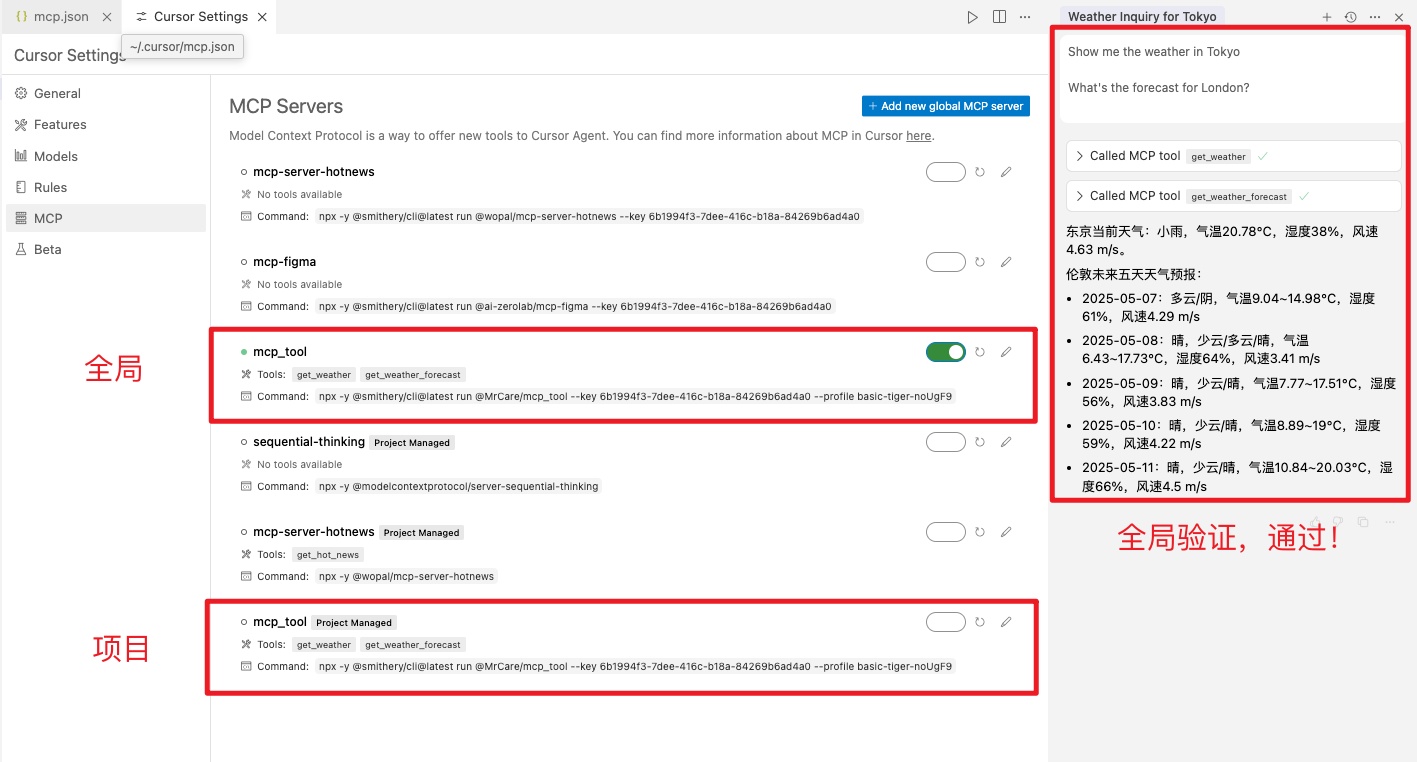 mcp.json
Cursor Settings
Weather Inquiry for Tokyo
~/.cursor/mcp.json
Cursor Settings
General
Features
Models
Rules
MCP
Beta
MCP Servers
Add new global MCP server
Model Context Protocol is a way to offer new tools to Cursor Agent. You can find more information about MCP in Cursor here.
mcp-server-hotnews
No tools available
Command: npx -y @smithery/cli@latest run @wopal/mcp-server-hotnews --key 6b1994f3-7dee-416c-b18a-84269b6ad4a0
mcp-figma
No tools available
Command: npx -y @smithery/cli@latest run @ai-zerolab/mcp-figma --key 6b1994f3-7dee-416c-b18a-84269b6ad4a0
全局
mcp_tool
Tools: get_weather get_weather_forecast
Command: npx -y @smithery/cli@latest run @MrCare/mcp_tool --key 6b1994f3-7dee-416c-b18a-84269b6ad4a0 --profile basic-tiger-noUgF9
sequential-thinking Project Managed
No tools available
Command: npx -y @modelcontextprotocol/server-sequential-thinking
mcp-server-hotnews Project Managed
Tools: get_hot_news
Command: npx -y @wopal/mcp-server-hotnews
项目
mcp_tool Project Managed
Tools: get_weather get_weather_forecast
Command: npx -y @smithery/cli@latest run @MrCare/mcp_tool --key 6b1994f3-7dee-416c-b18a-84269b6ad4a0 --profile basic-tiger-noUgF9
Show me the weather in Tokyo
What's the forecast for London?
Called MCP tool get_weather
Called MCP tool get_weather_forecast
东京当前天气：小雨，气温20.78°C，湿度38%，风速
4.63 m/s。
伦敦未来五天天气预报：
2025-05-07：多云/阴，气温9.04~14.98°C，湿度
61%，风速4.29 m/s
2025-05-08：晴，少云/多云/晴，气温
6.43~17.73°C，湿度64%，风速3.41 m/s
2025-05-09：晴，少云/晴，气温7.77~17.51°C，湿度
56%，风速3.83 m/s
2025-05-10：晴，少云/晴，气温8.89~19°C，湿度
59%，风速4.22 m/s
2025-05-11：晴，少云/晴，气温10.84~20.03°C，湿
度66%，风速4.5 m/s
全局验证，通过！